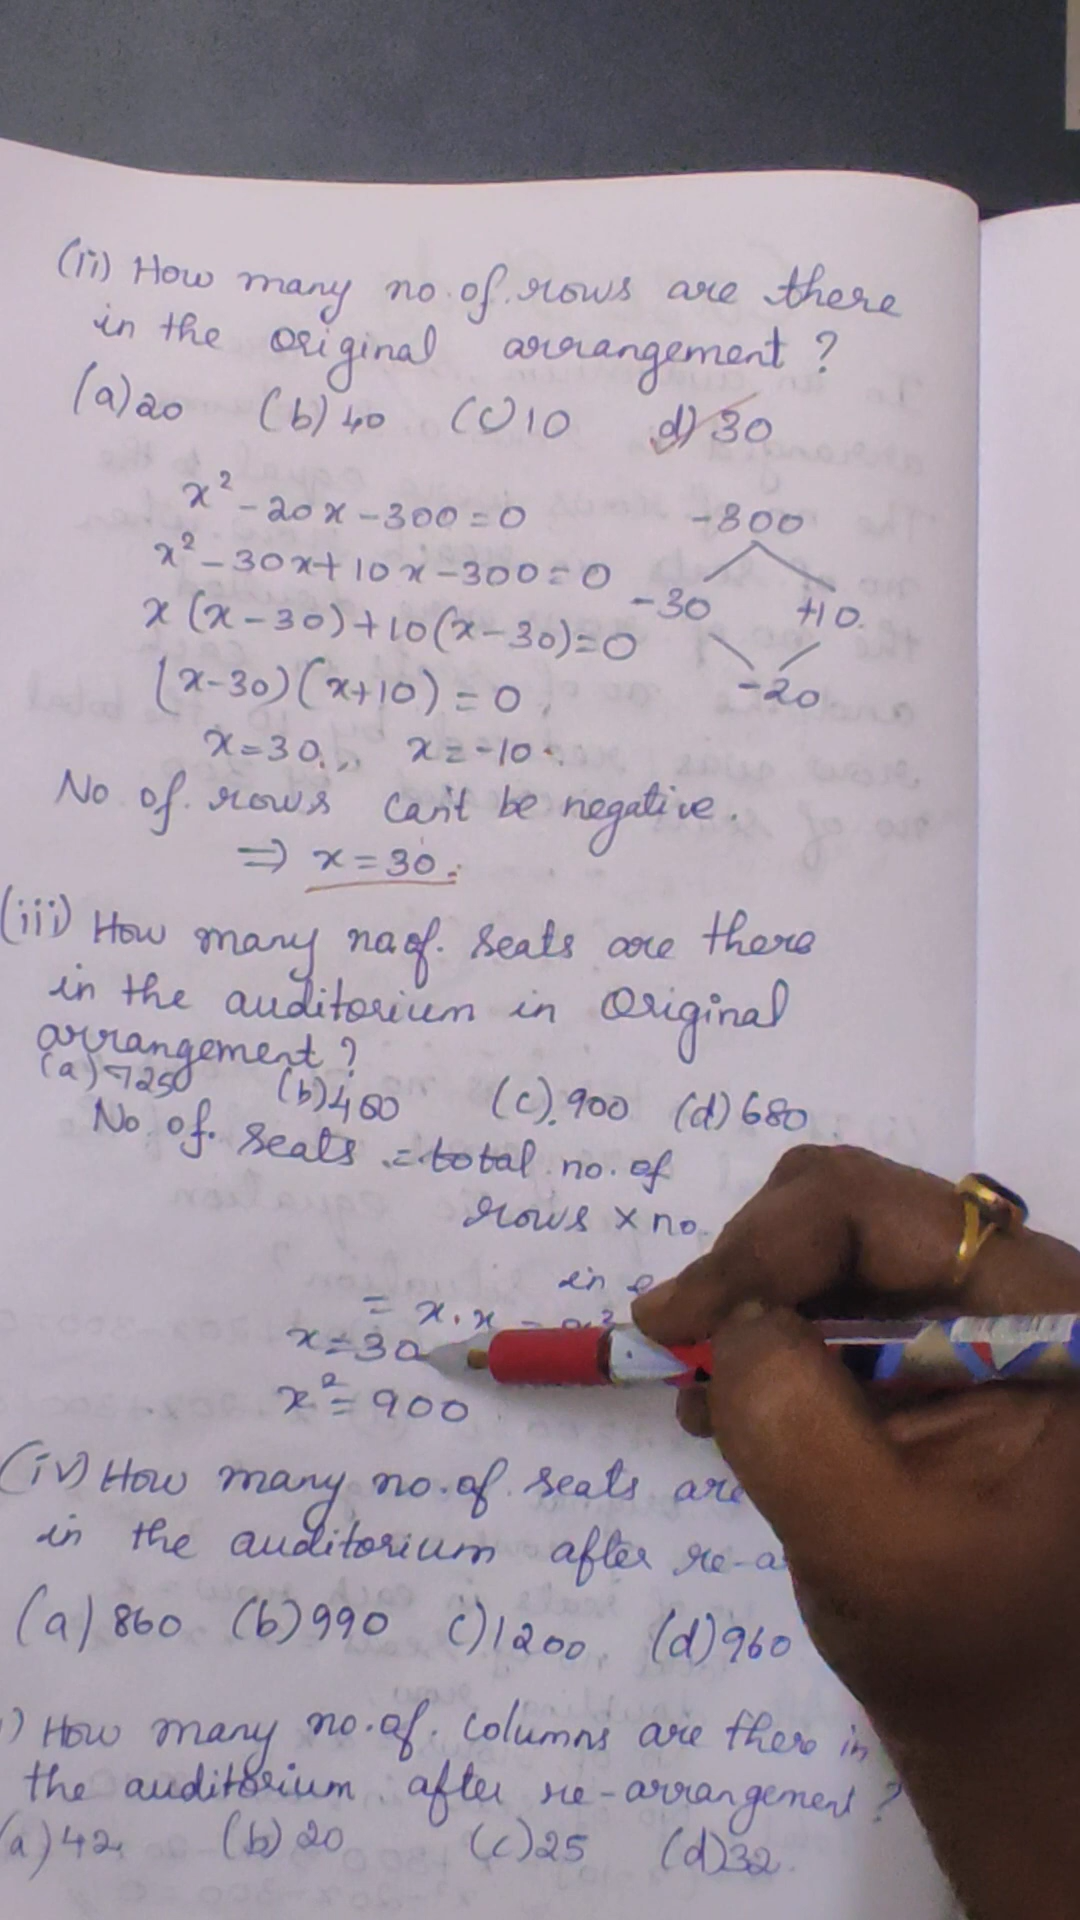 (ii) How many no.of.rows are there
in the original arrangement?
(a)20 (b) 40 (c)10 d) 30
x² - 20x - 300 = 0
-300
x² - 30x + 10x - 300 = 0
-30 +10.
x (x - 30) + 10 (x - 30) = 0
(x-30) (x+10) = 0
-20
x = 30., x = -10.
No of. rows can't be negative.
⇒ x = 30.
(iii) How many no of. seats are there
in the auditorium in Original
arrangement?
(a) 7250 (b) 460 (c). 900 (d) 680
No of. seats = total no. of
rows × no.
in
= x.x =
x = 30
x² = 900
(iv) How many no.of. seats are
in the auditorium after
(a) 860 (b) 990 c) 1200 (d) 960
) How many no.of. columns are there in
the auditorium after re-arrangement?
a) 42 (b) 20 (c) 25 (d) 32.